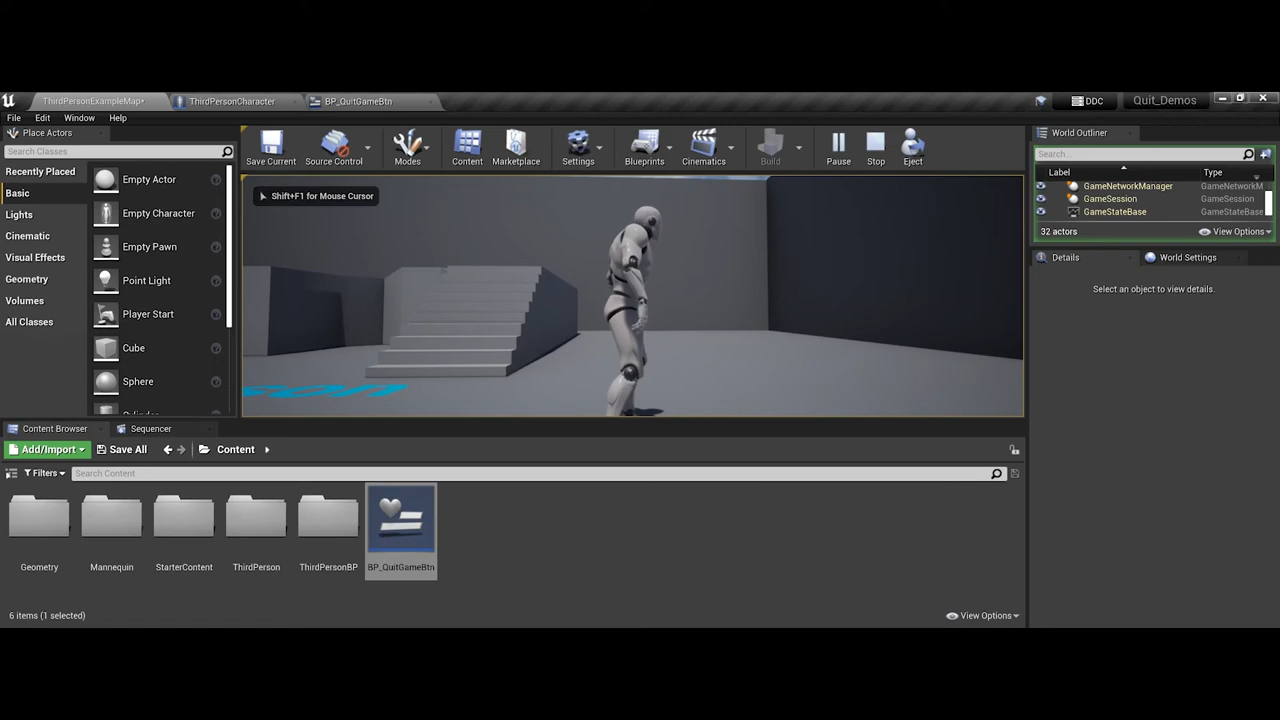 ThirdPersonExampleMap*
ThirdPersonCharacter
BP_QuitGameBtn
DDC
Quit_Demos
File Edit Window Help
Place Actors
Search Classes
Recently Placed
Basic
Lights
Cinematic
Visual Effects
Geometry
Volumes
All Classes
Empty Actor
Empty Character
Empty Pawn
Point Light
Player Start
Cube
Sphere
Save Current
Source Control
Modes
Content
Marketplace
Settings
Blueprints
Cinematics
Build
Pause
Stop
Eject
Shift+F1 for Mouse Cursor
World Outliner
Search...
Label Type
GameNetworkManager GameNetworkM
GameSession GameSession
GameStateBase GameStateBase
32 actors View Options
Details World Settings
Select an object to view details.
Content Browser Sequencer
Add/Import Save All Content
Filters Search Content
Geometry
Mannequin
StarterContent
ThirdPerson
ThirdPersonBP
BP_QuitGameBtn
6 items (1 selected) View Options